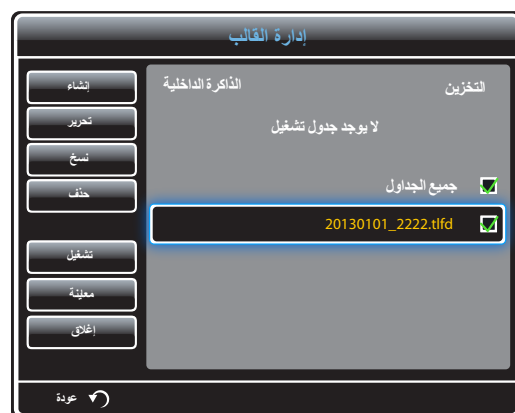 إدارة القالب
التخزين
الذاكرة الداخلية
لا يوجد جدول تشغيل
جميع الجداول
20130101_2222.tlfd
إنشاء
تحرير
نسخ
حذف
تشغيل
معاينة
إغلاق
عودة